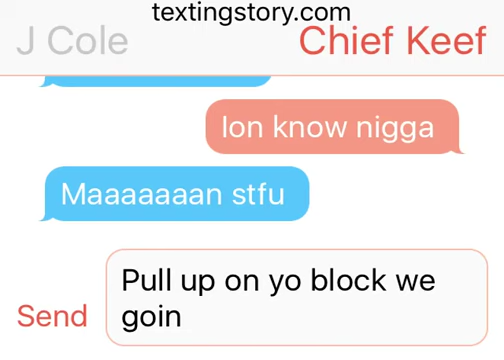 textingstory.com
J Cole
Chief Keef
Ion know nigga
Maaaaaaan stfu
Pull up on yo block we
goin
Send